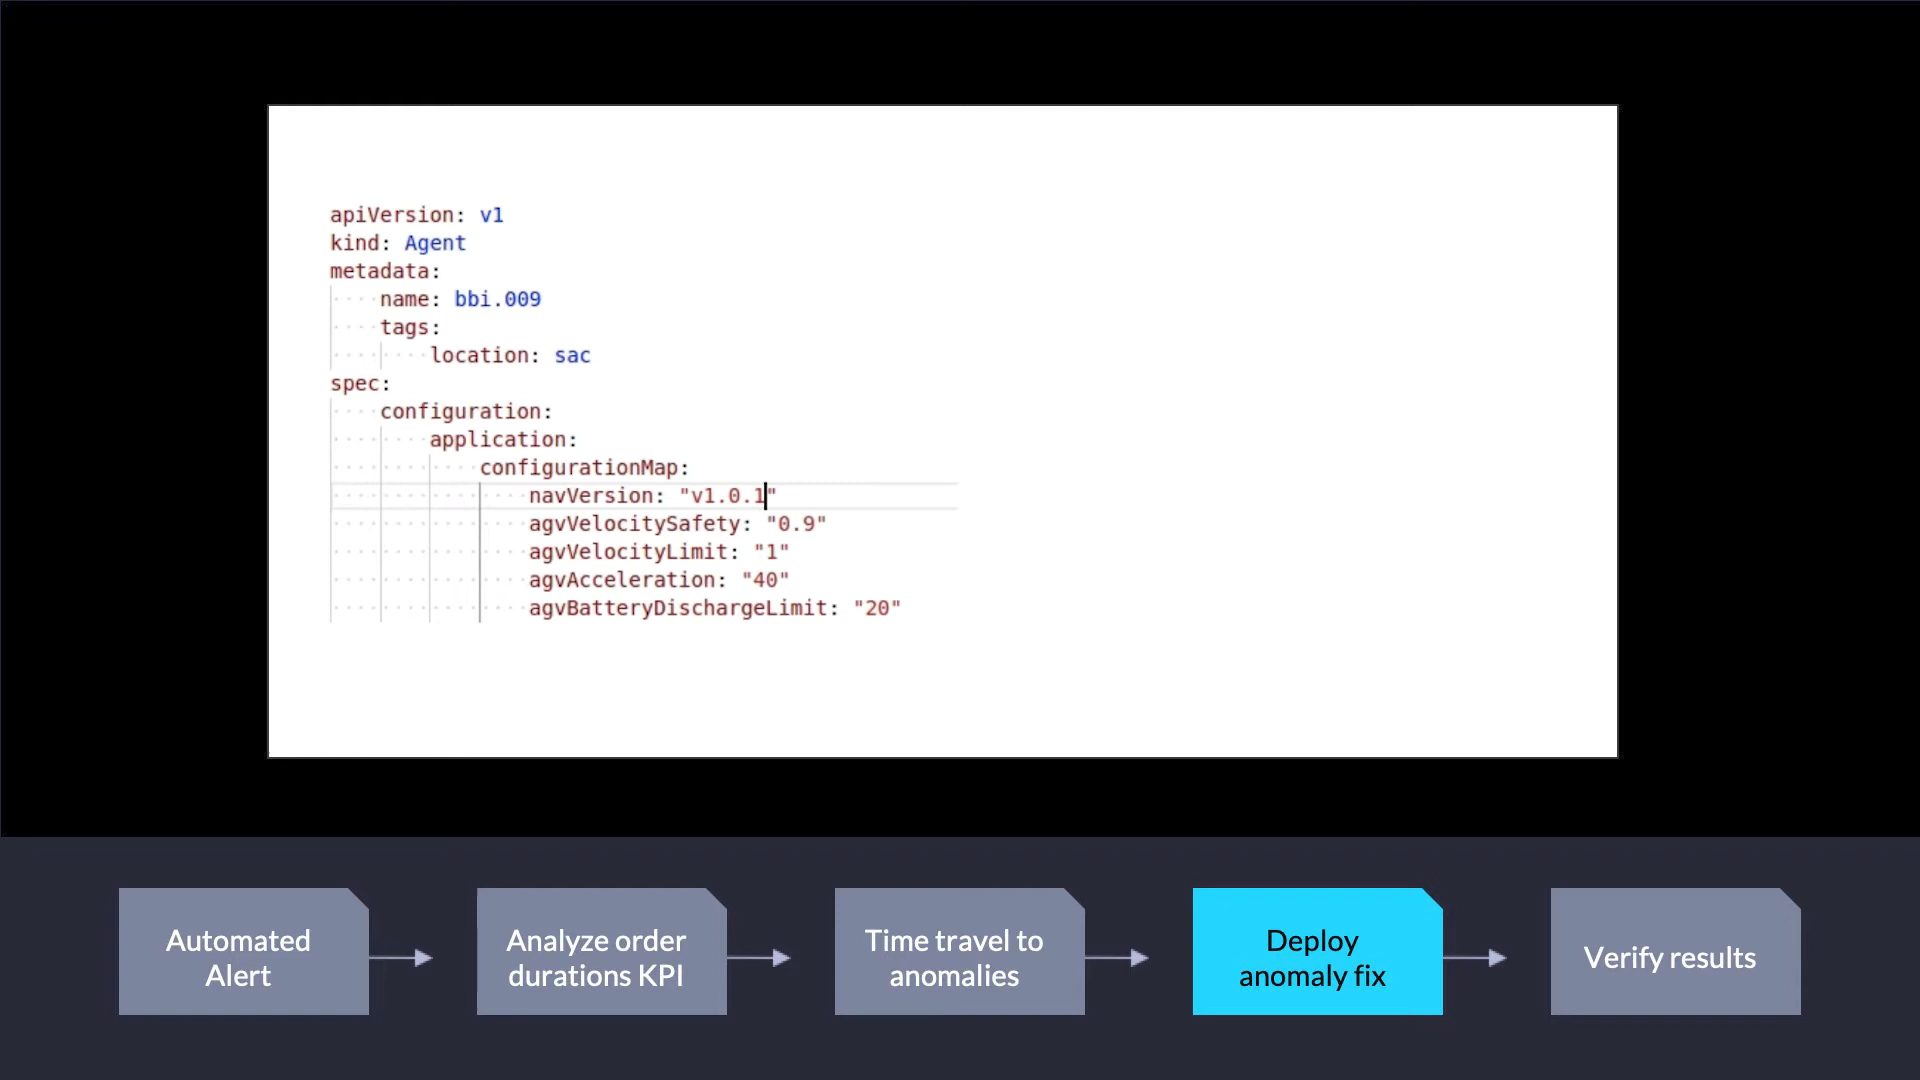 apiVersion: v1
kind: Agent
metadata:
    name: bbi.009
    tags:
        location: sac
spec:
    configuration:
        application:
            configurationMap:
                navVersion: "v1.0.1"
                agvVelocitySafety: "0.9"
                agvVelocityLimit: "1"
                agvAcceleration: "40"
                agvBatteryDischargeLimit: "20"
Automated
Alert
Analyze order
durations KPI
Time travel to
anomalies
Deploy
anomaly fix
Verify results